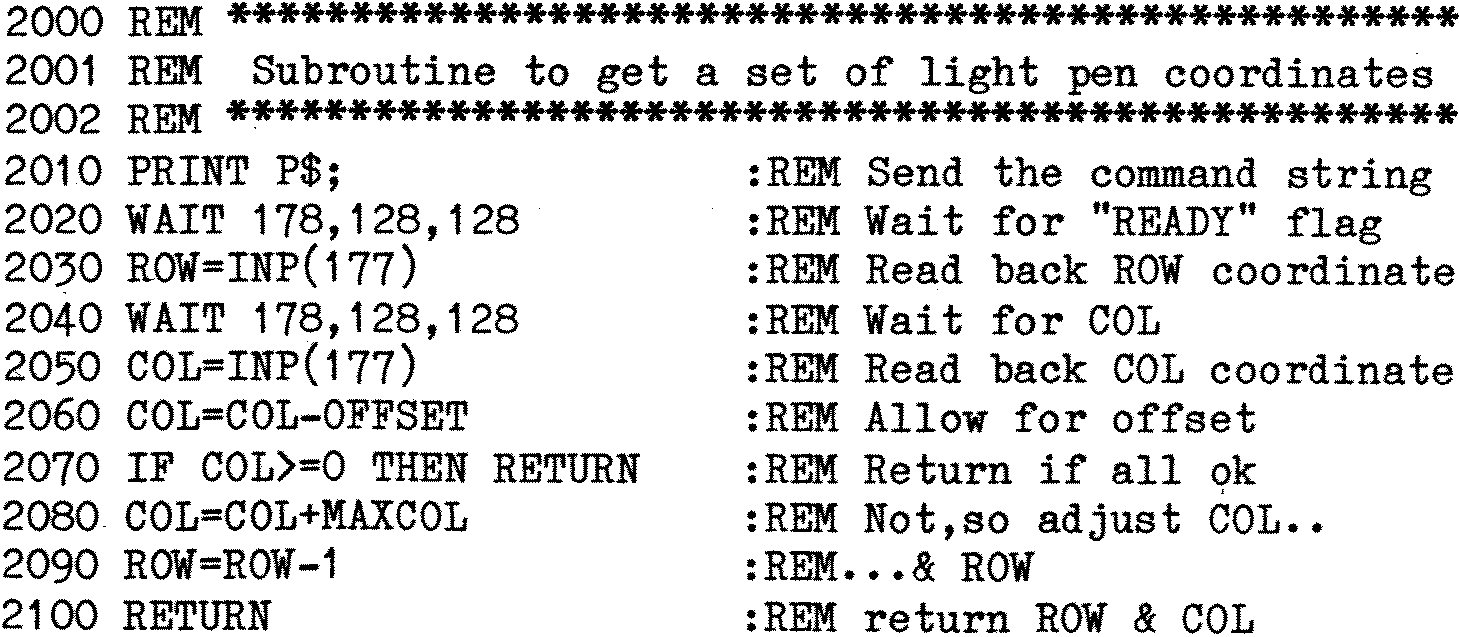 2000 REM **************************************************
2001 REM  Subroutine to get a set of light pen coordinates
2002 REM **************************************************
2010 PRINT P$;                 :REM Send the command string
2020 WAIT 178,128,128          :REM Wait for "READY" flag
2030 ROW=INP(177)              :REM Read back ROW coordinate
2040 WAIT 178,128,128          :REM Wait for COL
2050 COL=INP(177)              :REM Read back COL coordinate
2060 COL=COL-OFFSET            :REM Allow for offset
2070 IF COL>=0 THEN RETURN     :REM Return if all ok
2080 COL=COL+MAXCOL            :REM Not,so adjust COL..
2090 ROW=ROW-1                 :REM...& ROW
2100 RETURN                    :REM return ROW & COL